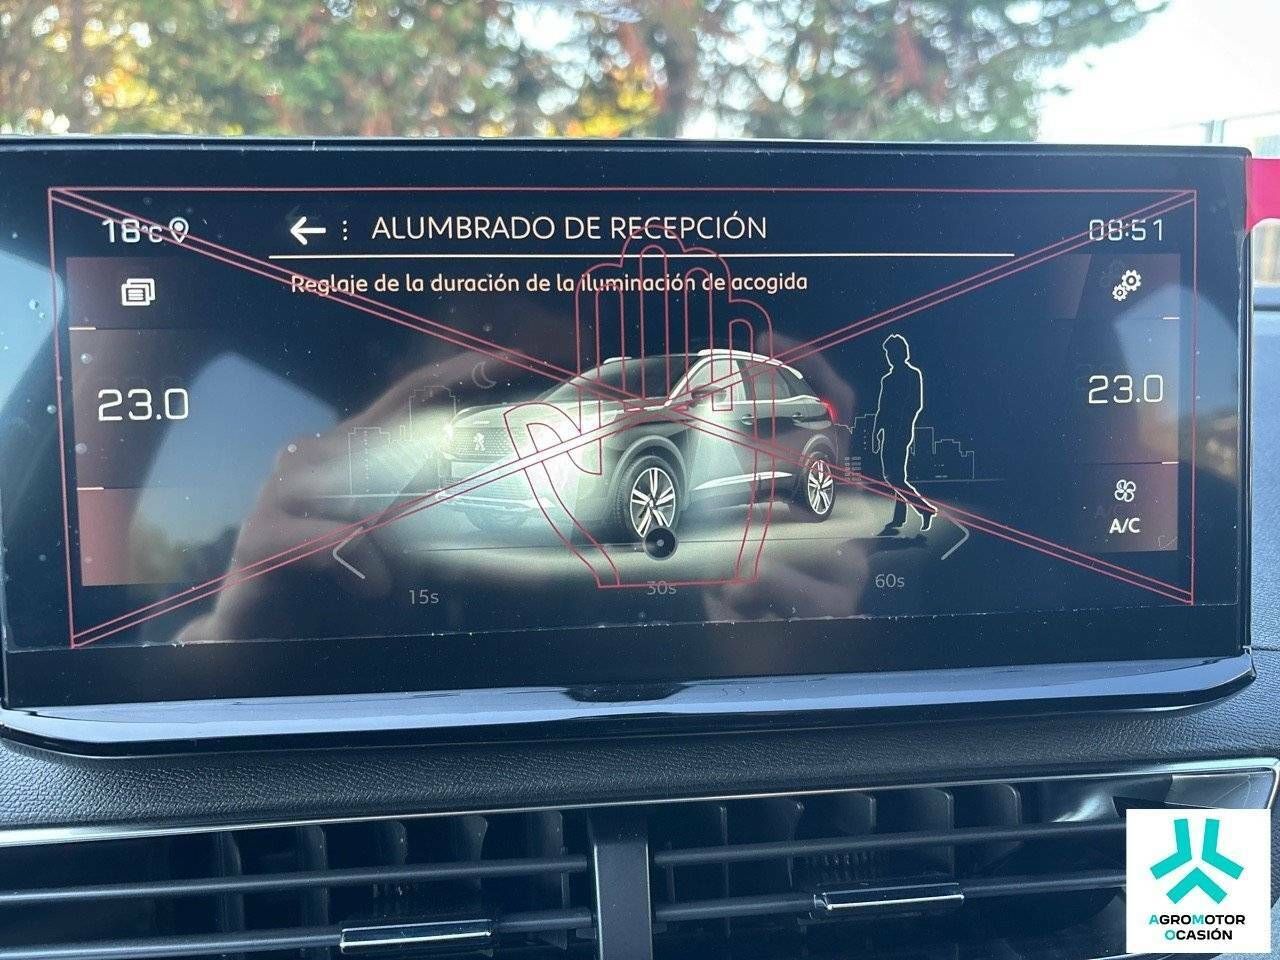 18°C
ALUMBRADO DE RECEPCIÓN
08:51
Reglaje de la duración de la iluminación de acogida
23.0
23.0
A/C
15s
30s
60s
AGROMOTOR
OCASIÓN